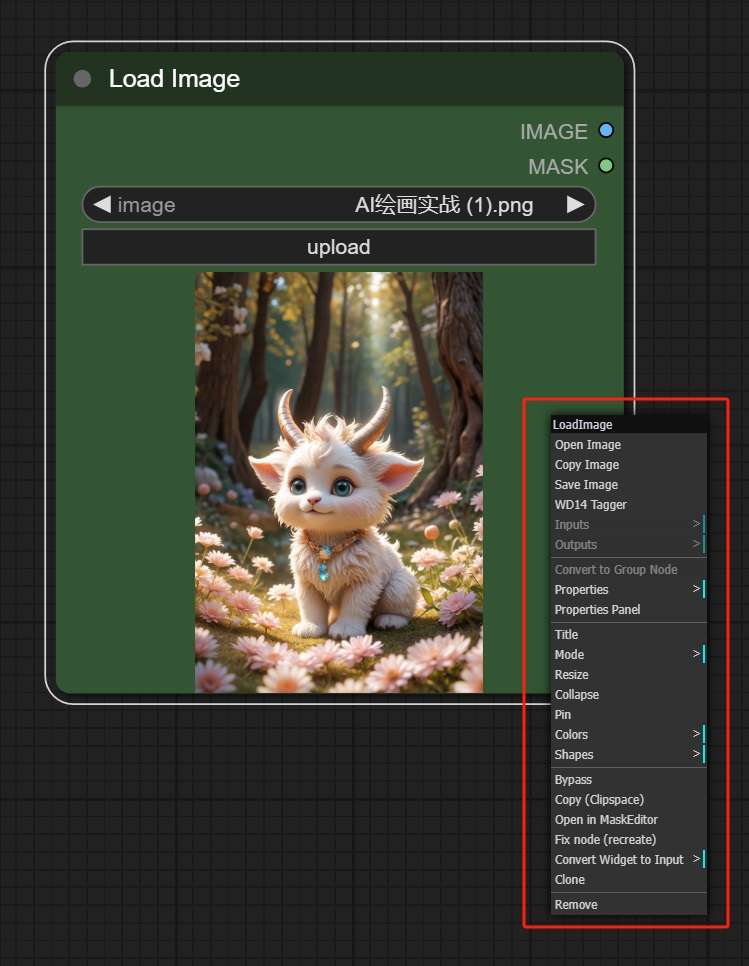 Load Image
IMAGE
MASK
image AI绘画实战 (1).png
upload
LoadImage
Open Image
Copy Image
Save Image
WD14 Tagger
Inputs >
Outputs >
Convert to Group Node
Properties >
Properties Panel
Title
Mode >
Resize
Collapse
Pin
Colors >
Shapes >
Bypass
Copy (Clipspace)
Open in MaskEditor
Fix node (recreate)
Convert Widget to Input >
Clone
Remove